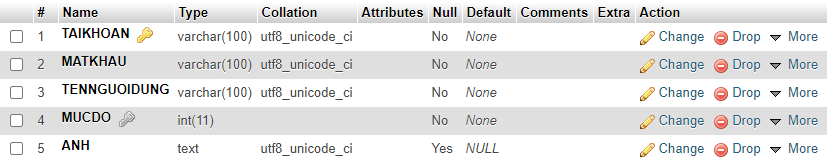 # Name Type Collation Attributes Null Default Comments Extra Action
1 TAIKHOAN varchar(100) utf8_unicode_ci No None Change Drop More
2 MATKHAU varchar(100) utf8_unicode_ci No None Change Drop More
3 TENNGUOIDUNG varchar(100) utf8_unicode_ci No None Change Drop More
4 MUCDO int(11) No None Change Drop More
5 ANH text utf8_unicode_ci Yes NULL Change Drop More